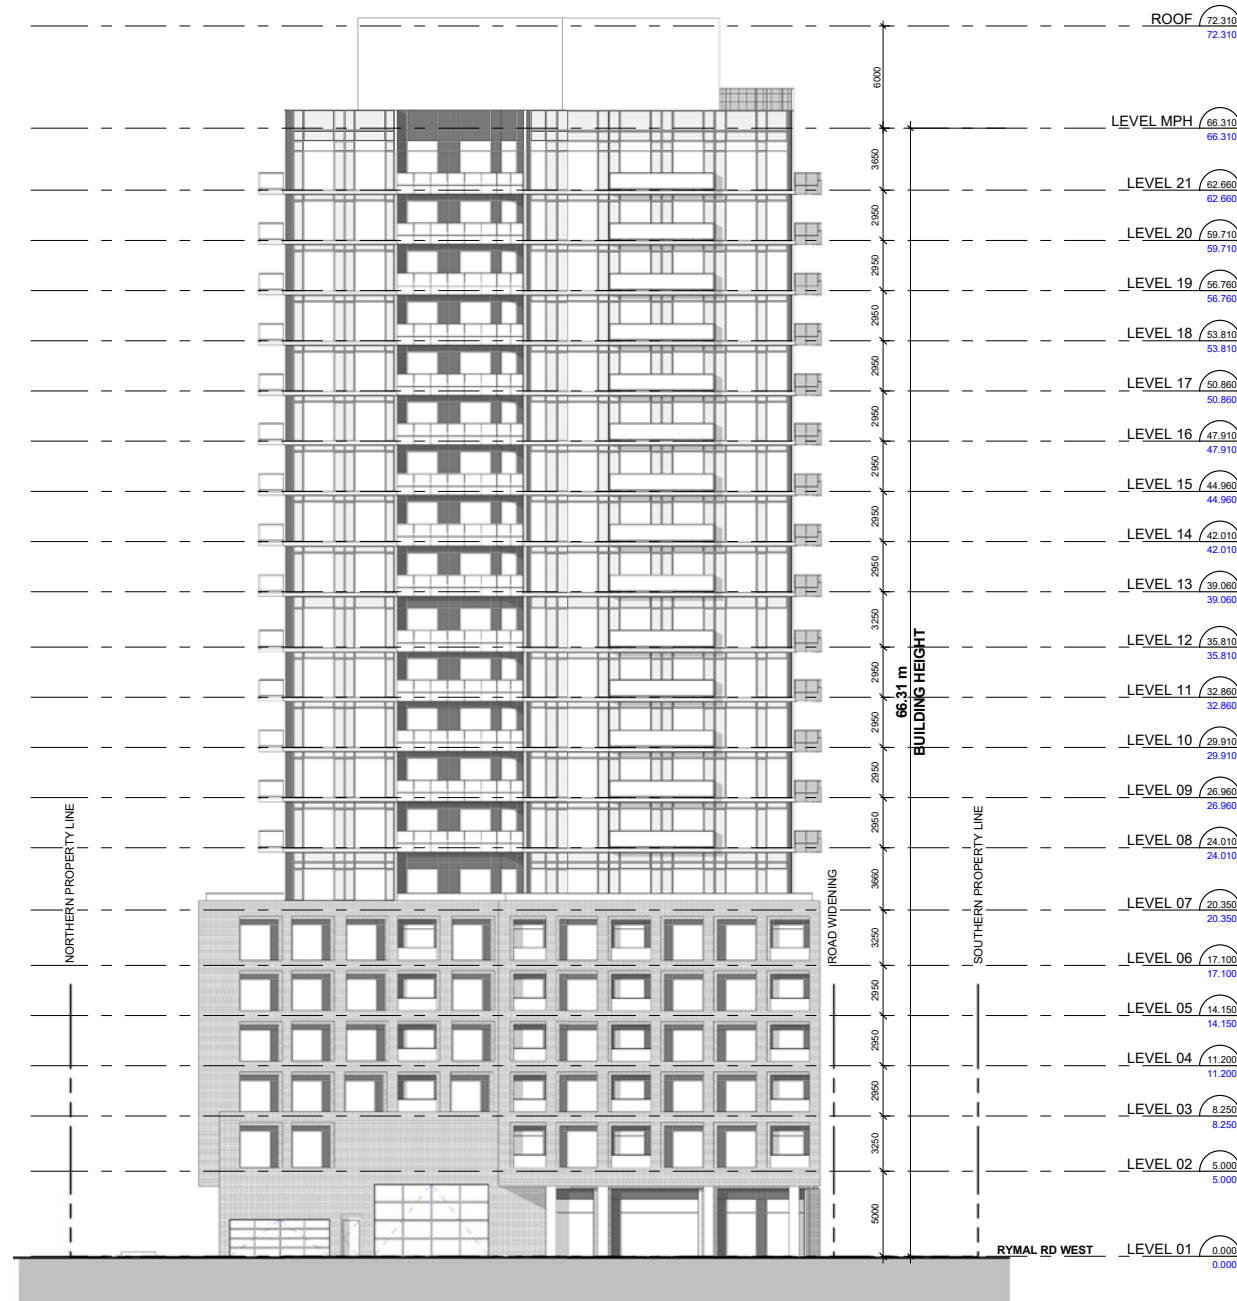 ROOF 72.310
72.310
6000
LEVEL MPH 66.310
66.310
3650
LEVEL 21 62.660
62.660
2950
LEVEL 20 59.710
59.710
2950
LEVEL 19 56.760
56.760
2950
LEVEL 18 53.810
53.810
2950
LEVEL 17 50.860
50.860
2950
LEVEL 16 47.910
47.910
2950
LEVEL 15 44.960
44.960
2950
LEVEL 14 42.010
42.010
2950
LEVEL 13 39.060
39.060
3250
LEVEL 12 35.810
35.810
2950
66.31 m
BUILDING HEIGHT
LEVEL 11 32.860
32.860
2950
LEVEL 10 29.910
29.910
2950
LEVEL 09 26.960
26.960
2950
LEVEL 08 24.010
24.010
3660
NORTHERN PROPERTY LINE
ROAD WIDENING
SOUTHERN PROPERTY LINE
LEVEL 07 20.350
20.350
3250
LEVEL 06 17.100
17.100
2950
LEVEL 05 14.150
14.150
2950
LEVEL 04 11.200
11.200
2950
LEVEL 03 8.250
8.250
3250
LEVEL 02 5.000
5.000
5000
RYMAL RD WEST LEVEL 01 0.000
0.000